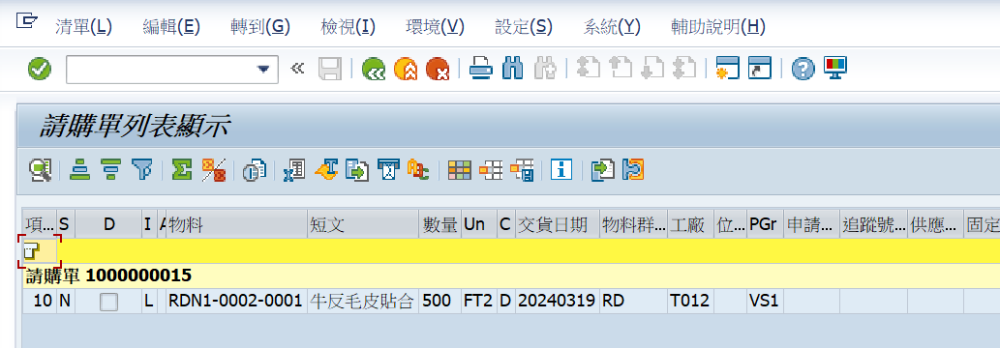 清單(L) 編輯(E) 轉到(G) 檢視(I) 環境(V) 設定(S) 系統(Y) 輔助說明(H)
請購單列表顯示
項... S D I A 物料 短文 數量 Un C 交貨日期 物料群... 工廠 位... PGr 申請... 追蹤號... 供應... 固定
請購單 1000000015
10 N L RDN1-0002-0001 牛反毛皮貼合 500 FT2 D 20240319 RD T012 VS1